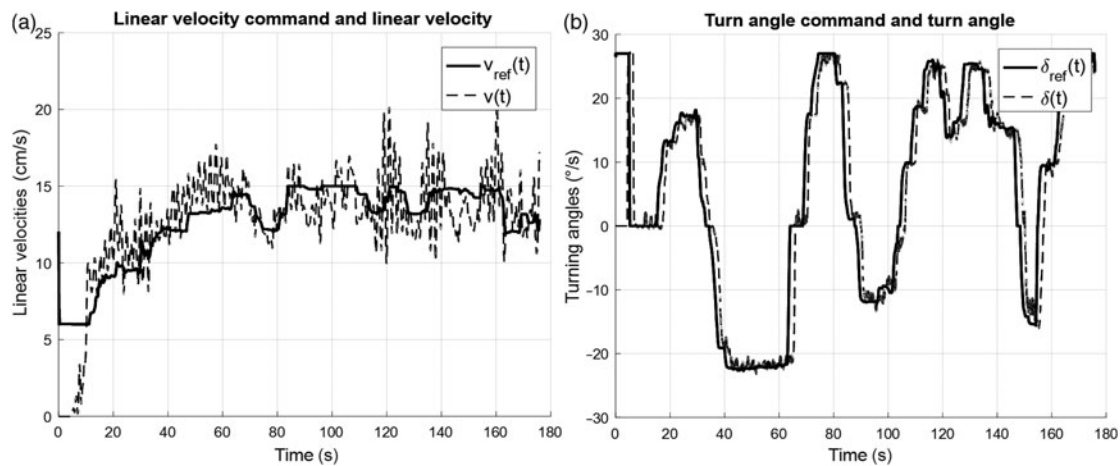 (a)
Linear velocity command and linear velocity
25
20
15
10
5
0
Linear velocities (cm/s)
v_ref(t)
v(t)
0 20 40 60 80 100 120 140 160 180
Time (s)
(b)
Turn angle command and turn angle
30
20
10
0
−10
−20
−30
Turning angles (°/s)
δ_ref(t)
δ(t)
0 20 40 60 80 100 120 140 160 180
Time (s)